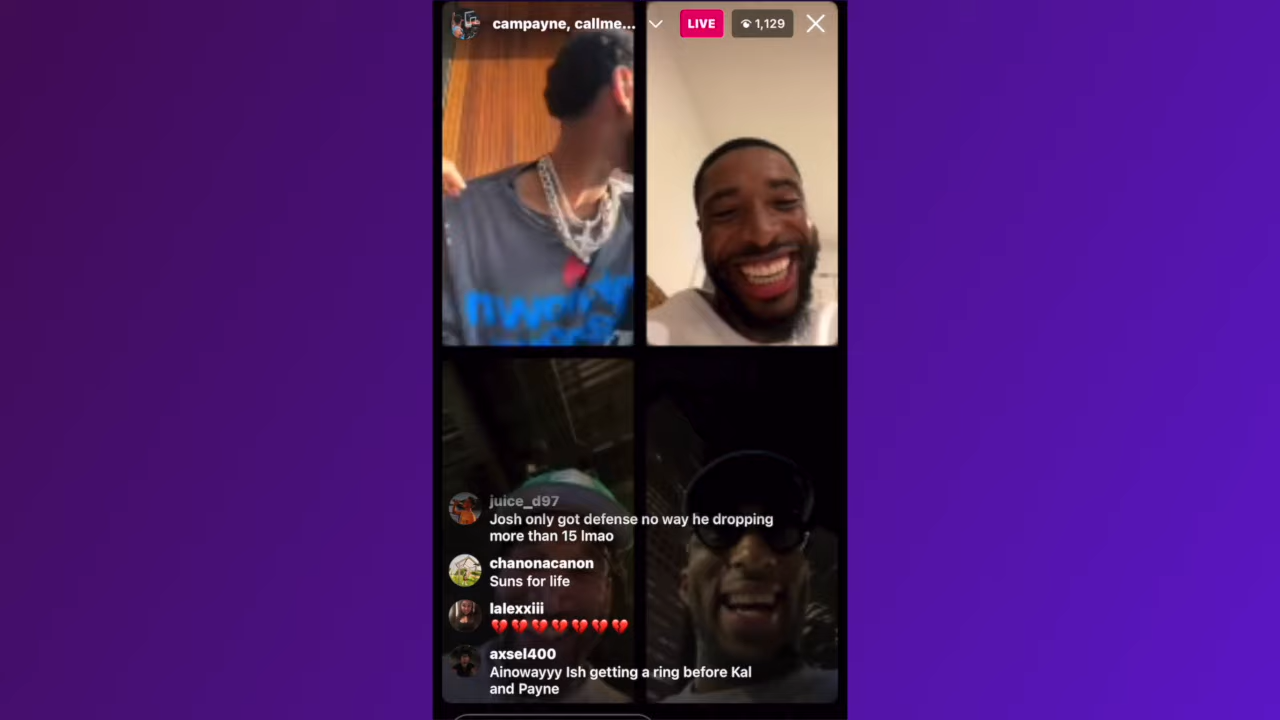 campayne, callme...
LIVE
1,129
juice_d97
Josh only got defense no way he dropping
more than 15 lmao
chanonacanon
Suns for life
lalexxiii
💔💔💔💔💔💔💔
axsel400
Ainowayyy Ish getting a ring before Kal
and Payne